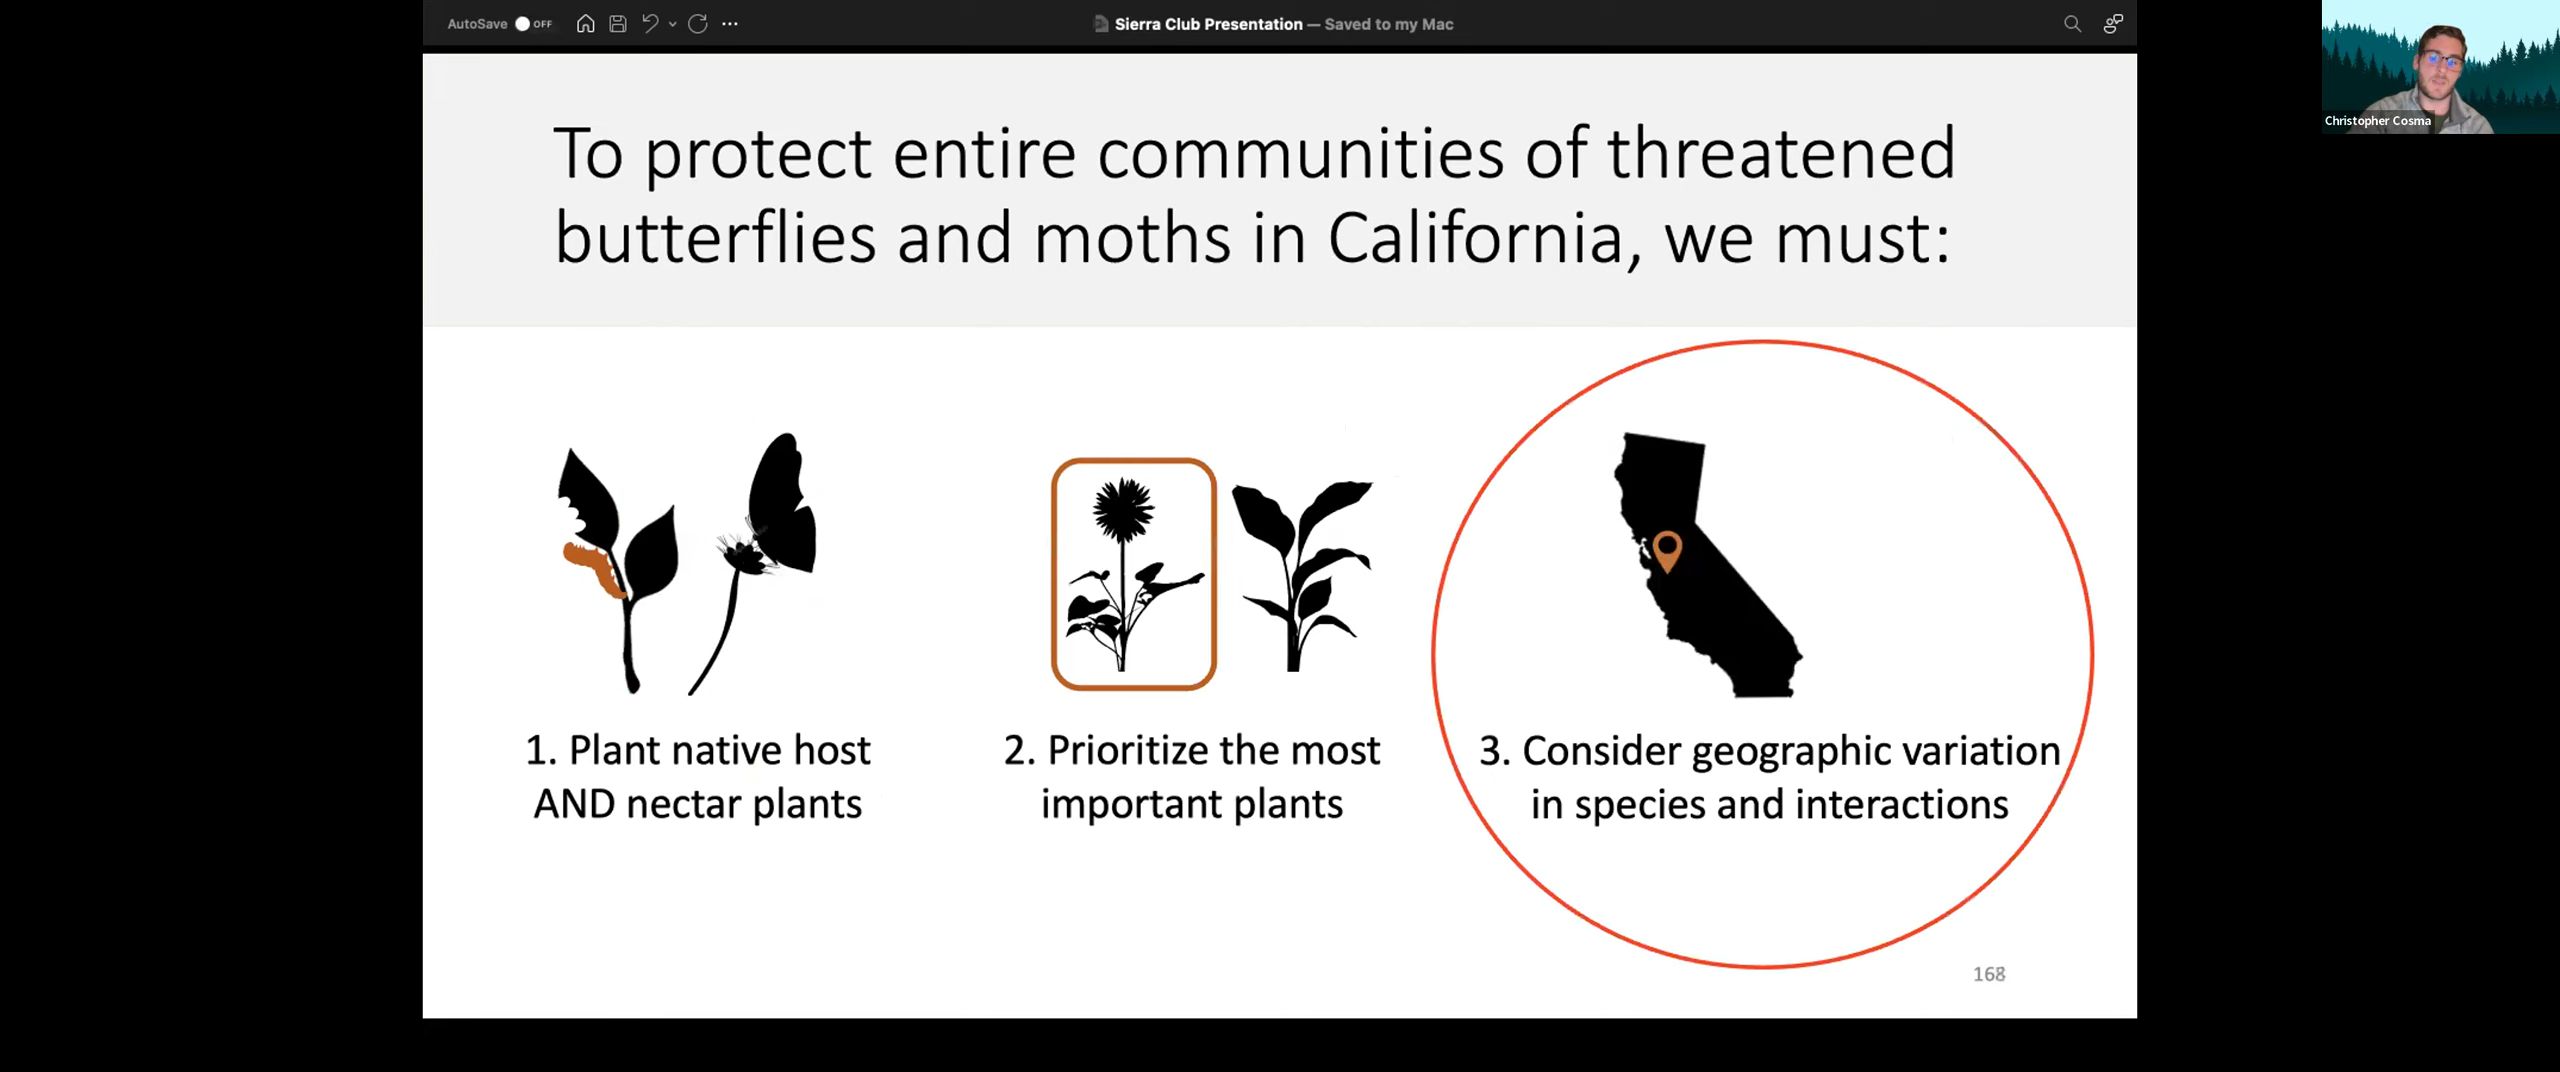 AutoSave OFF
Sierra Club Presentation — Saved to my Mac
Christopher Cosma
To protect entire communities of threatened
butterflies and moths in California, we must:
1. Plant native host
AND nectar plants
2. Prioritize the most
important plants
3. Consider geographic variation
in species and interactions
168